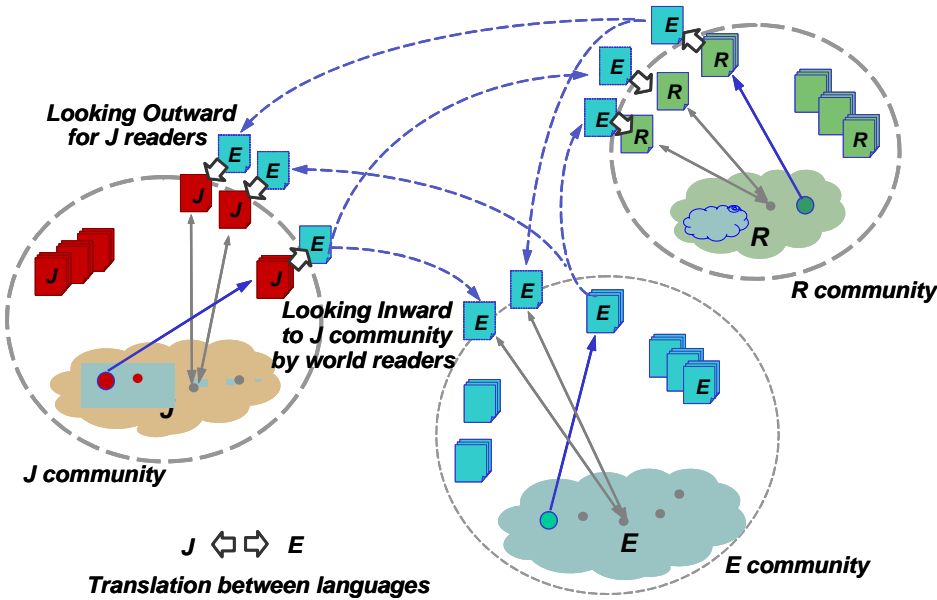 E
E
R
R
E
R
R
Looking Outward
for J readers
E
E
J
J
R
R community
E
J
J
Looking Inward
to J community
by world readers
E
E
E
E
J
J community
E
E community
J E
Translation between languages